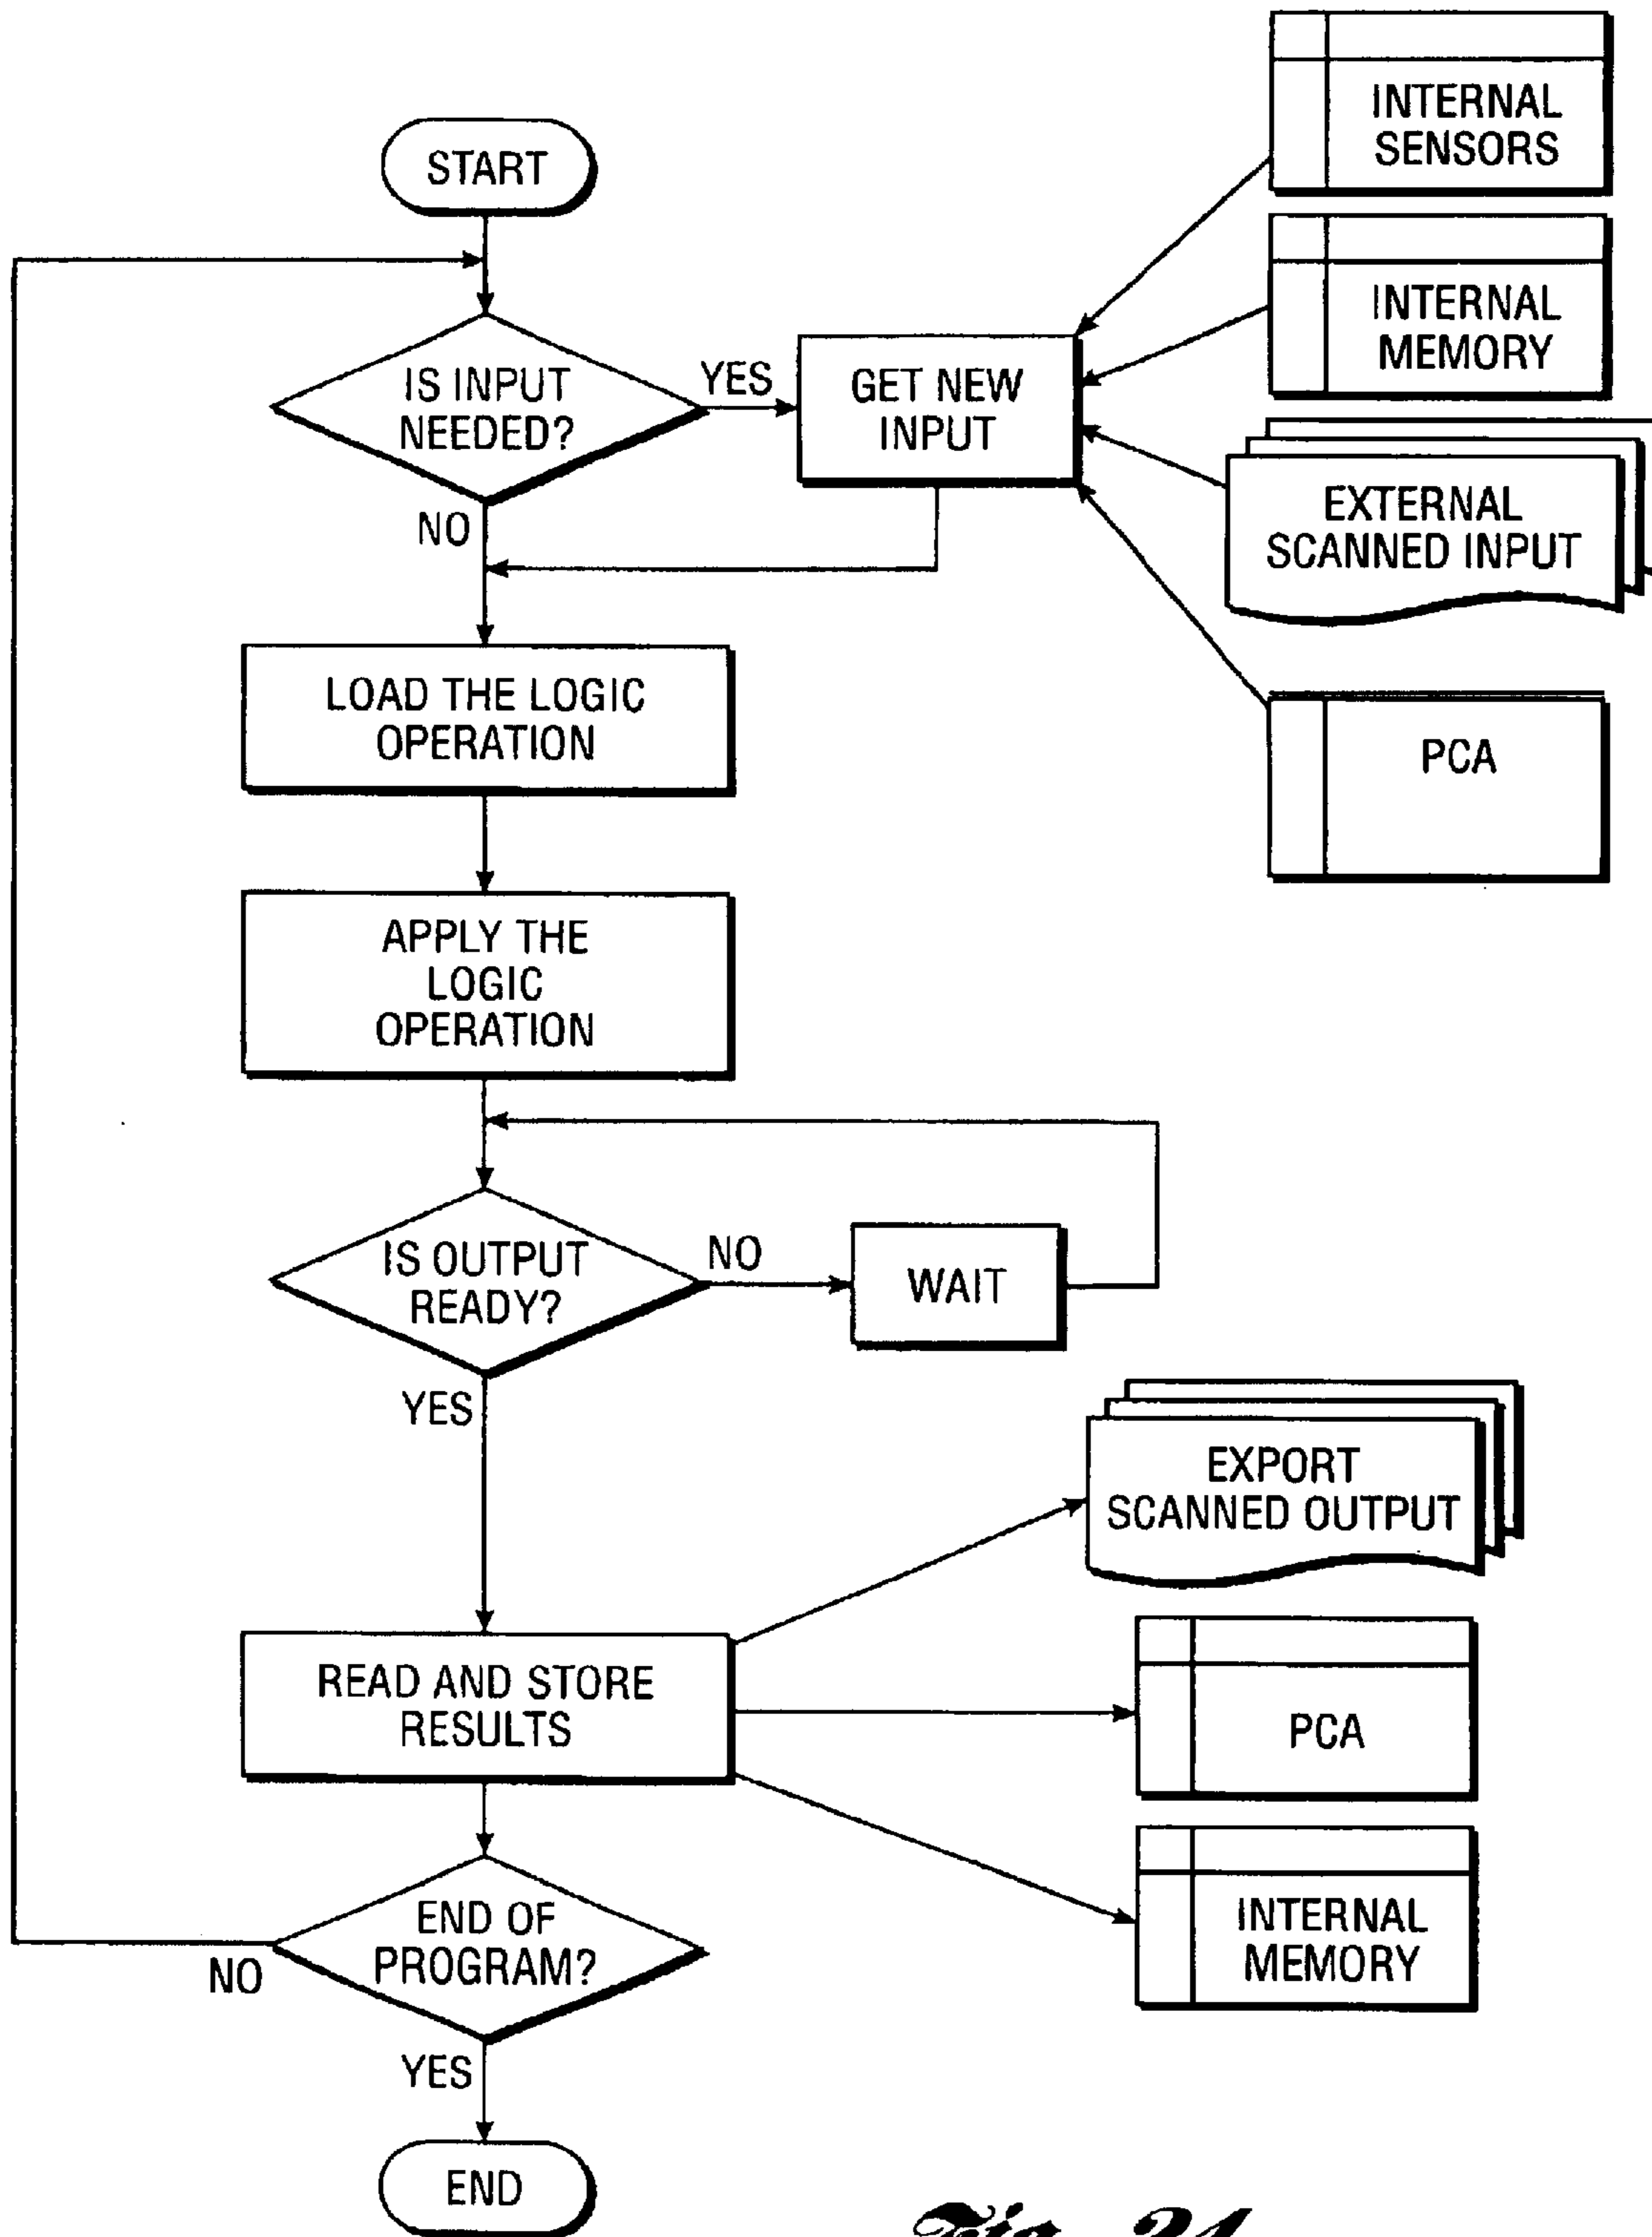 START
INTERNAL
SENSORS
INTERNAL
MEMORY
IS INPUT
NEEDED?
YES
GET NEW
INPUT
NO
EXTERNAL
SCANNED INPUT
LOAD THE LOGIC
OPERATION
PCA
APPLY THE
LOGIC
OPERATION
IS OUTPUT
READY?
NO
WAIT
YES
EXPORT
SCANNED OUTPUT
READ AND STORE
RESULTS
PCA
END OF
PROGRAM?
NO
INTERNAL
MEMORY
YES
END